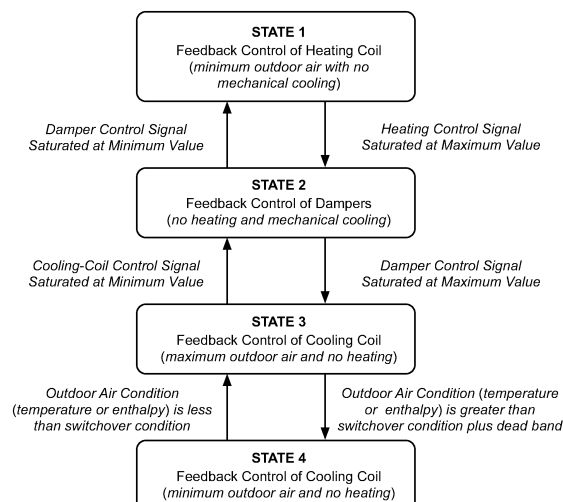 STATE 1
Feedback Control of Heating Coil
(minimum outdoor air with no
mechanical cooling)
Damper Control Signal
Saturated at Minimum Value
Heating Control Signal
Saturated at Maximum Value
STATE 2
Feedback Control of Dampers
(no heating and mechanical cooling)
Cooling-Coil Control Signal
Saturated at Minimum Value
Damper Control Signal
Saturated at Maximum Value
STATE 3
Feedback Control of Cooling Coil
(maximum outdoor air and no heating)
Outdoor Air Condition
(temperature or enthalpy) is less
than switchover condition
Outdoor Air Condition (temperature
or enthalpy) is greater than
switchover condition plus dead band
STATE 4
Feedback Control of Cooling Coil
(minimum outdoor air and no heating)